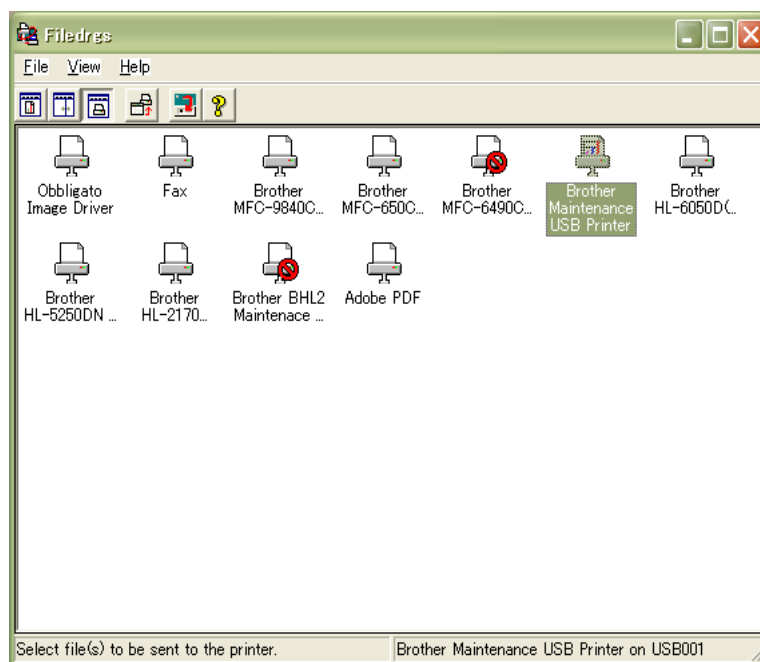 Filedrgs
File View Help
Obbligato
Image Driver
Fax
Brother
MFC-9840C...
Brother
MFC-650C...
Brother
MFC-6490C...
Brother
Maintenance
USB Printer
Brother
HL-6050D(...
Brother
HL-5250DN ...
Brother
HL-2170...
Brother BHL2
Maintenace ...
Adobe PDF
Select file(s) to be sent to the printer.
Brother Maintenance USB Printer on USB001